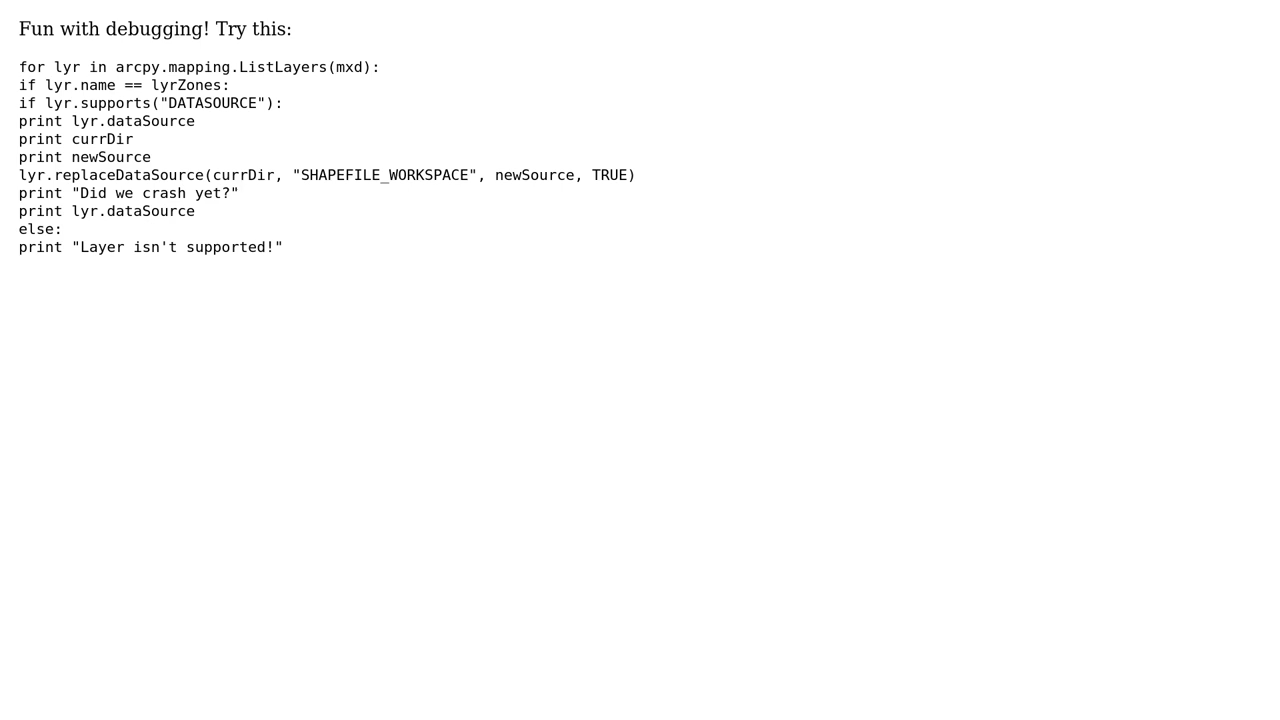 Fun with debugging! Try this:
for lyr in arcpy.mapping.ListLayers(mxd):
if lyr.name == lyrZones:
if lyr.supports("DATASOURCE"):
print lyr.dataSource
print currDir
print newSource
lyr.replaceDataSource(currDir, "SHAPEFILE_WORKSPACE", newSource, TRUE)
print "Did we crash yet?"
print lyr.dataSource
else:
print "Layer isn't supported!"